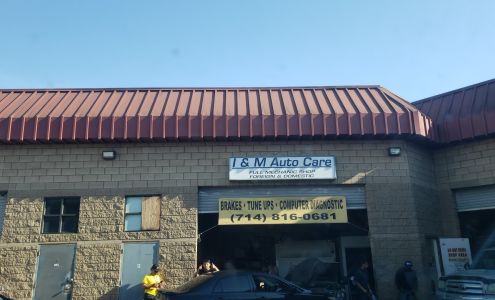 I & M AUTO CARE
FULL MECHANIC SHOP
FOREIGN & DOMESTIC
BRAKES • TUNE UPS • COMPUTER DIAGNOSTIC
(714) 816-0681